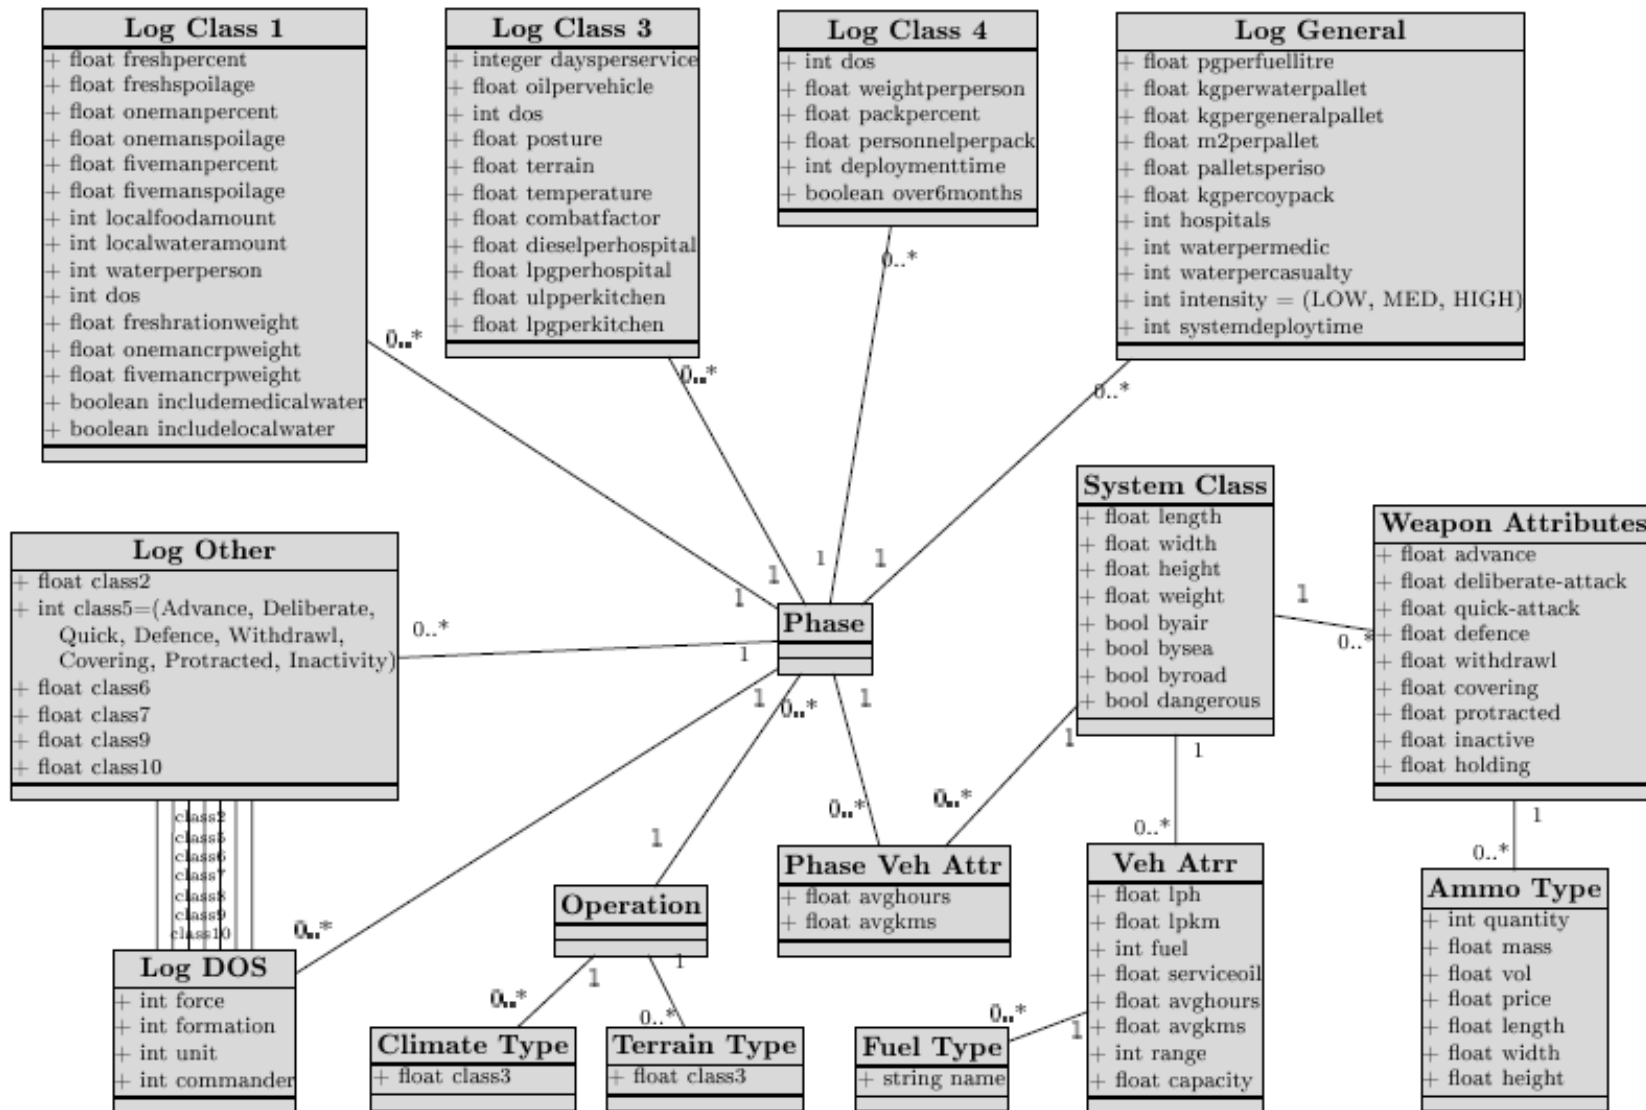 Log Class 1
+ float freshpercent
+ float freshspoilage
+ float onemanpercent
+ float onemanspoilage
+ float fivemanpercent
+ float fivemanspoilage
+ int localfoodamount
+ int localwateramount
+ int waterperperson
+ int dos
+ float freshrationweight
+ float onemancrpweight
+ float fivemancrpweight
+ boolean includemedicalwater
+ boolean includelocalwater
0..*
1
Log Class 3
+ integer daysperservice
+ float oilpervehicle
+ int dos
+ float posture
+ float terrain
+ float temperature
+ float combatfactor
+ float dieselperhospital
+ float lpgperhospital
+ float ulpperkitchen
+ float lpgperkitchen
0..*
1
Log Class 4
+ int dos
+ float weightperperson
+ float packpercent
+ float personnelperpack
+ int deploymenttime
+ boolean over6months
0..*
1
Log General
+ float pgperfuellitre
+ float kgperwaterpallet
+ float kgpergeneralpallet
+ float m2perpallet
+ float palletsperiso
+ float kgpercoypack
+ int hospitals
+ int waterpermedic
+ int waterpercasualty
+ int intensity = (LOW, MED, HIGH)
+ int systemdeploytime
0..*
1
Log Other
+ float class2
+ int class5=(Advance, Deliberate,
Quick, Defence, Withdrawl,
Covering, Protracted, Inactivity)
+ float class6
+ float class7
+ float class9
+ float class10
0..*
1
Phase
1
0..*
1
System Class
+ float length
+ float width
+ float height
+ float weight
+ bool byair
+ bool bysea
+ bool byroad
+ bool dangerous
1
0..*
1
1
Weapon Attributes
+ float advance
+ float deliberate-attack
+ float quick-attack
+ float defence
+ float withdrawl
+ float covering
+ float protracted
+ float inactive
+ float holding
1
0..*
class2
class5
class6
class7
class8
class9
class10
Log DOS
+ int force
+ int formation
+ int unit
+ int commander
0..*
1
Operation
1
1
0..*
0..*
Climate Type
+ float class3
Terrain Type
+ float class3
0..*
0..*
Phase Veh Attr
+ float avghours
+ float avgkms
0..*
Veh Atrr
+ float lph
+ float lpkm
+ int fuel
+ float serviceoil
+ float avghours
+ float avgkms
+ int range
+ float capacity
0..*
1
Fuel Type
+ string name
Ammo Type
+ int quantity
+ float mass
+ float vol
+ float price
+ float length
+ float width
+ float height